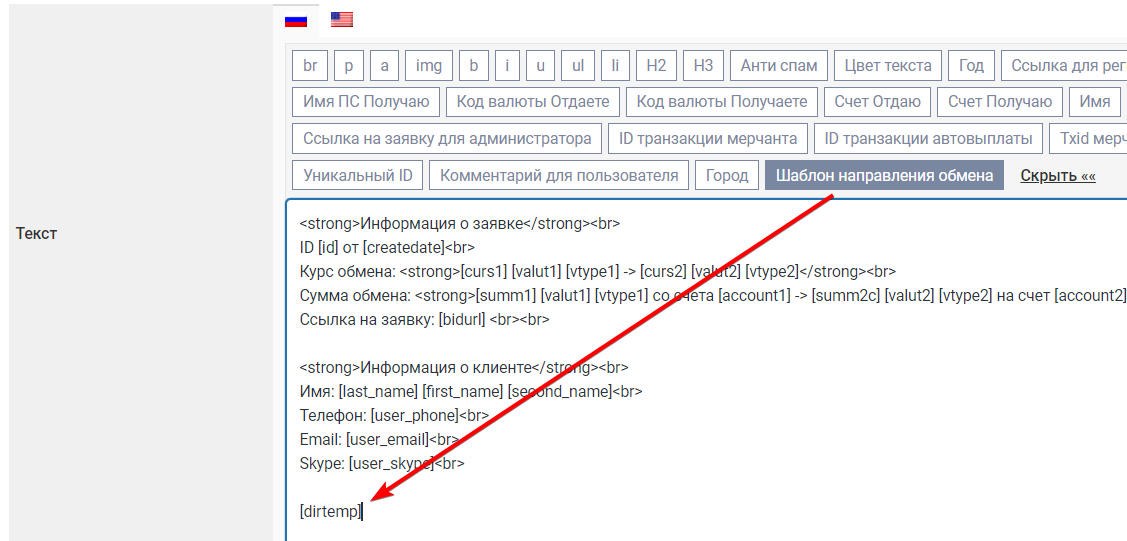 br p a img b i u ul li H2 H3 Анти спам Цвет текста Год Ссылка для рег
Имя ПС Получаю Код валюты Отдаете Код валюты Получаете Счет Отдаю Счет Получаю Имя
Ссылка на заявку для администратора ID транзакции мерчанта ID транзакции автовыплаты Txid мерч
Уникальный ID Комментарий для пользователя Город Шаблон направления обмена Скрыть ««
Текст
<strong>Информация о заявке</strong><br>
ID [id] от [createdate]<br>
Курс обмена: <strong>[curs1] [valut1] [vtype1] -> [curs2] [valut2] [vtype2]</strong><br>
Сумма обмена: <strong>[summ1] [valut1] [vtype1] со счета [account1] -> [summ2c] [valut2] [vtype2] на счет [account2]
Ссылка на заявку: [bidurl] <br><br>
<strong>Информация о клиенте</strong><br>
Имя: [last_name] [first_name] [second_name]<br>
Телефон: [user_phone]<br>
Email: [user_email]<br>
Skype: [user_skype]<br>
[dirtemp]